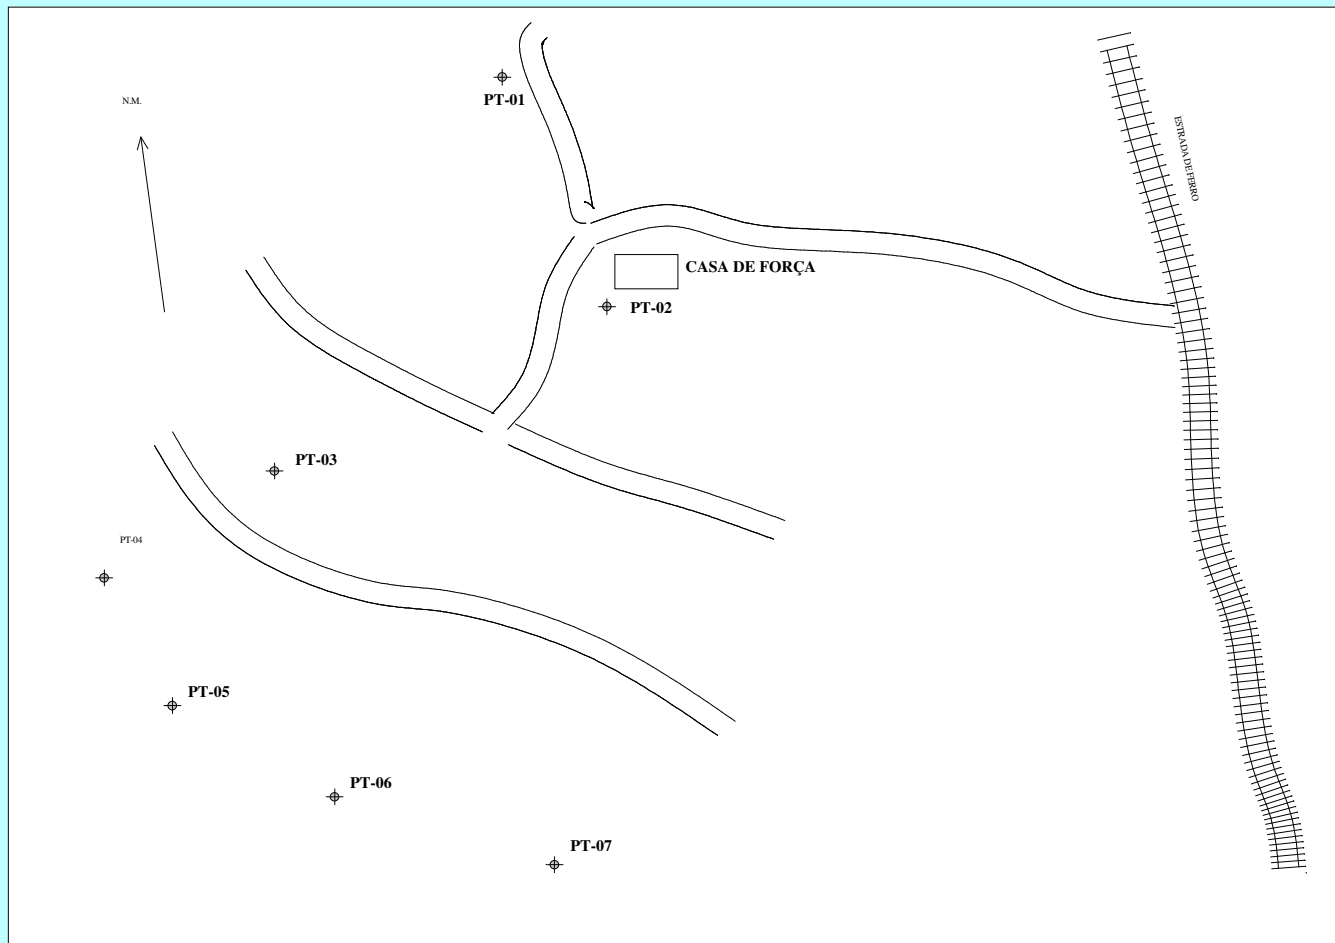 N.M.
PT-01
ESTRADA DE FERRO
CASA DE FORÇA
PT-02
PT-03
PT-04
PT-05
PT-06
PT-07